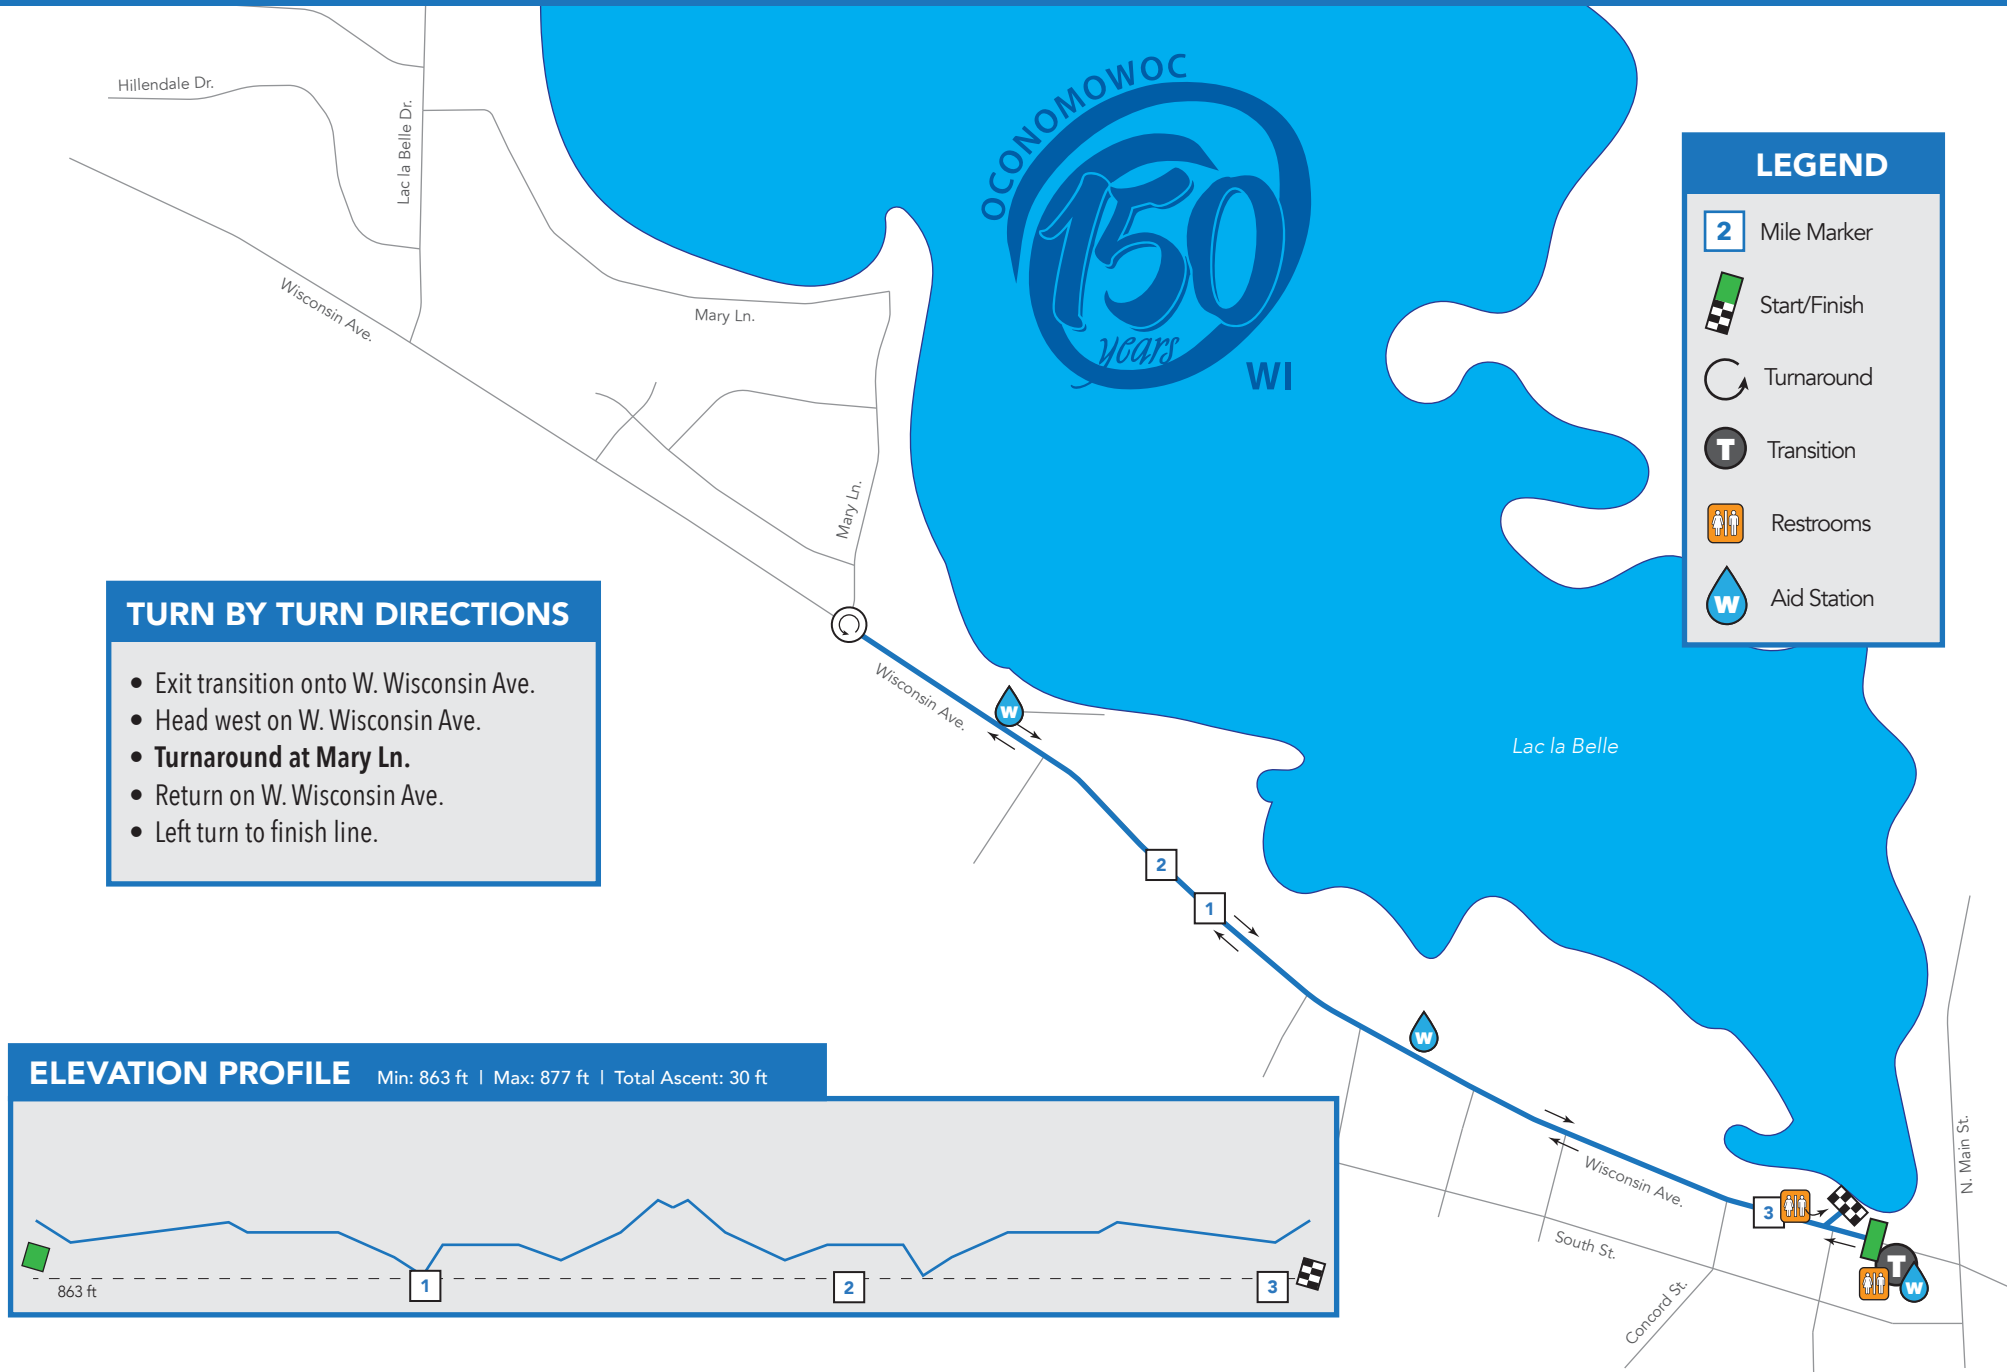 OCONOMOWOC
150
years
WI
Hillendale Dr.
Lac la Belle Dr.
Wisconsin Ave.
Mary Ln.
Mary Ln.
Wisconsin Ave.
W
2
1
W
Lac la Belle
Wisconsin Ave.
South St.
Concord St.
N. Main St.
3
T
W
LEGEND
2 Mile Marker
Start/Finish
Turnaround
T Transition
Restrooms
W Aid Station
TURN BY TURN DIRECTIONS
• Exit transition onto W. Wisconsin Ave.
• Head west on W. Wisconsin Ave.
• Turnaround at Mary Ln.
• Return on W. Wisconsin Ave.
• Left turn to finish line.
ELEVATION PROFILE Min: 863 ft | Max: 877 ft | Total Ascent: 30 ft
863 ft
1
2
3